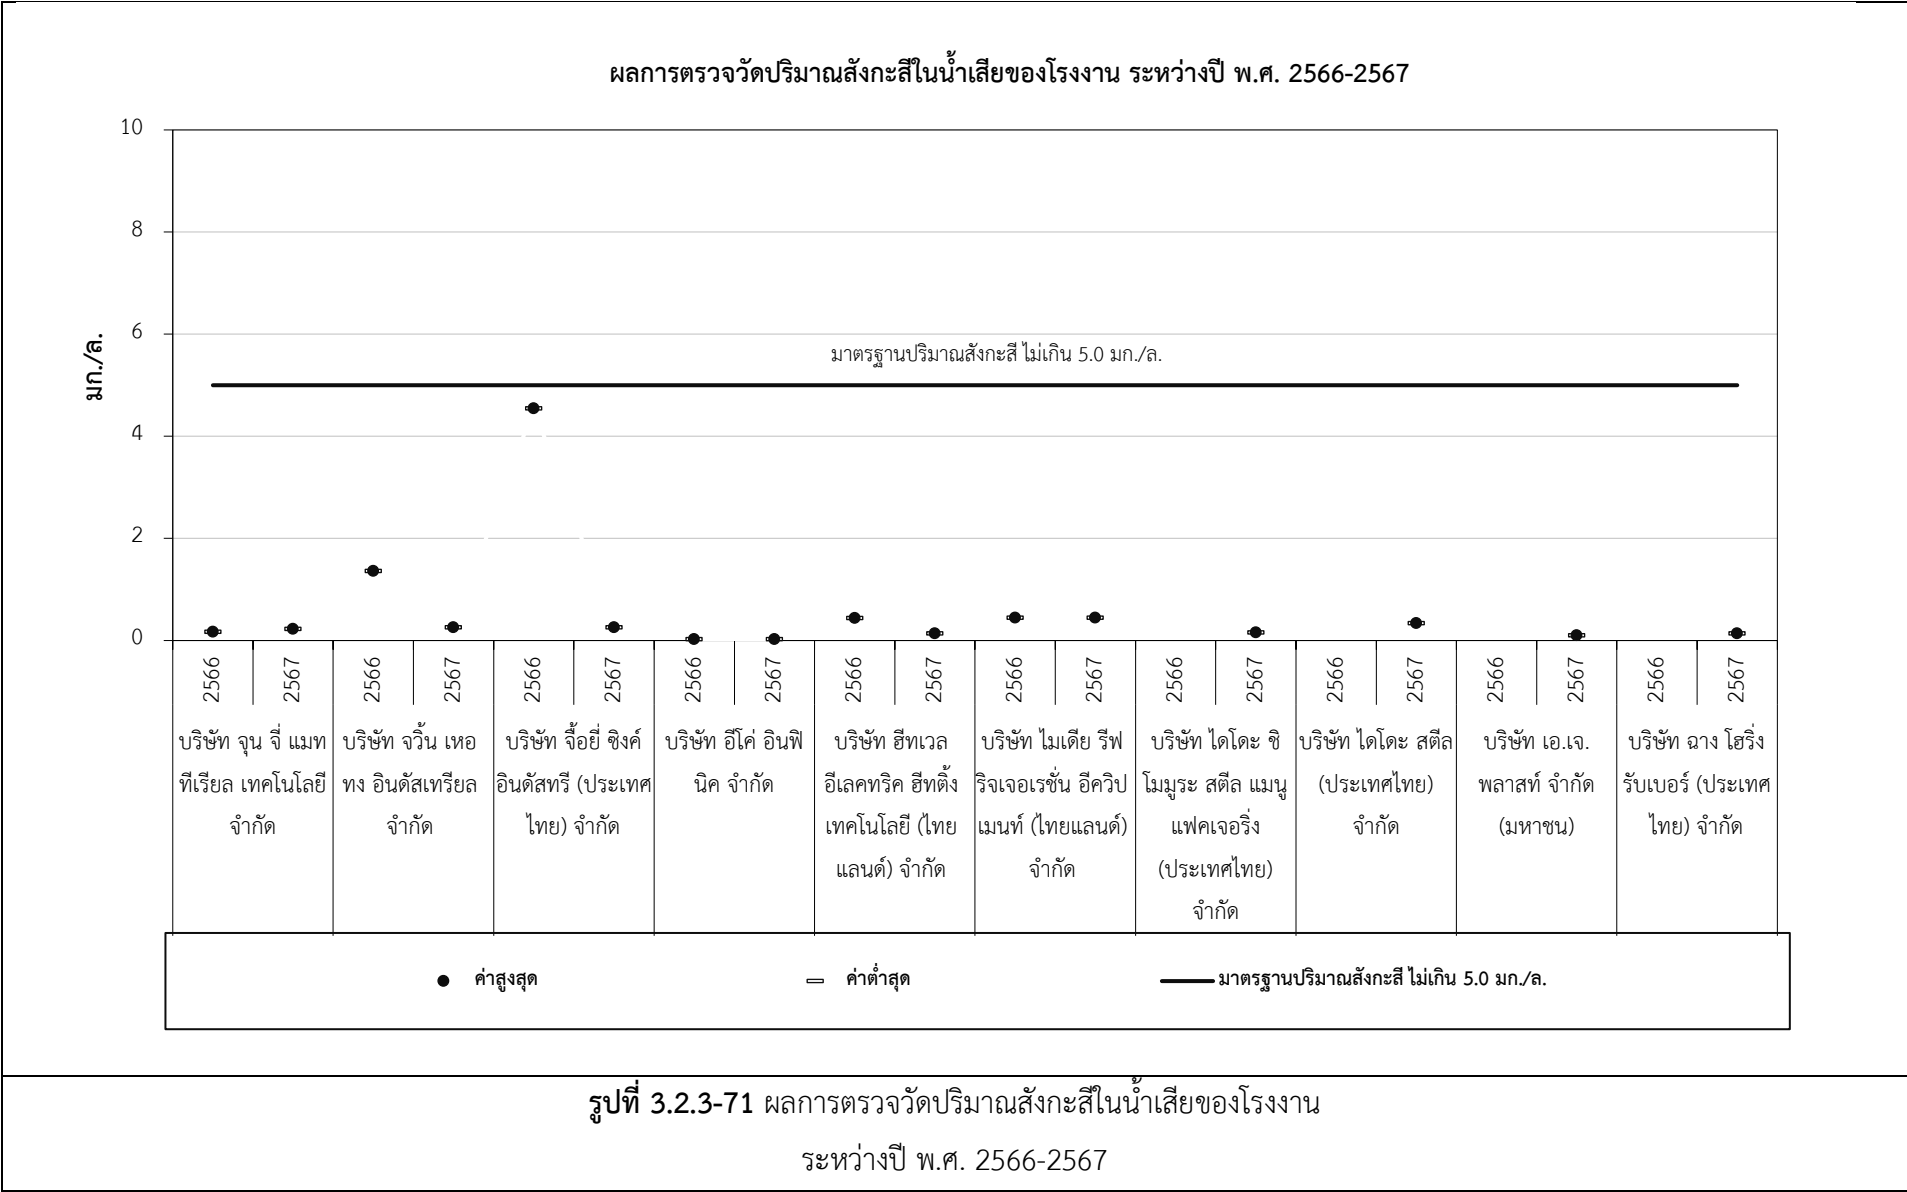 ผลการตรวจวัดปริมาณสังกะสีในน้ำเสียของโรงงาน ระหว่างปี พ.ศ. 2566-2567
10
8
6
4
2
0
มก./ล.
มาตรฐานปริมาณสังกะสี ไม่เกิน 5.0 มก./ล.
2566 2567 2566 2567 2566 2567 2566 2567 2566 2567 2566 2567 2566 2567 2566 2567 2566 2567 2566 2567
บริษัท จุน จี่ แมท
ทีเรียล เทคโนโลยี
จำกัด
บริษัท จวิ้น เหอ
ทง อินดัสเทรียล
จำกัด
บริษัท จื้อยี่ ซิงค์
อินดัสทรี (ประเทศ
ไทย) จำกัด
บริษัท อีโค่ อินฟิ
นิค จำกัด
บริษัท ฮีทเวล
อีเลคทริค ฮีทติ้ง
เทคโนโลยี (ไทย
แลนด์) จำกัด
บริษัท ไมเดีย รีฟ
ริจเจอเรชั่น อีควิป
เมนท์ (ไทยแลนด์)
จำกัด
บริษัท ไดโดะ ชิ
โมมูระ สตีล แมนู
แฟคเจอริ่ง
(ประเทศไทย)
จำกัด
บริษัท ไดโดะ สตีล
(ประเทศไทย)
จำกัด
บริษัท เอ.เจ.
พลาสท์ จำกัด
(มหาชน)
บริษัท ฉาง โฮริ่ง
รับเบอร์ (ประเทศ
ไทย) จำกัด
ค่าสูงสุด
ค่าต่ำสุด
มาตรฐานปริมาณสังกะสี ไม่เกิน 5.0 มก./ล.
รูปที่ 3.2.3-71 ผลการตรวจวัดปริมาณสังกะสีในน้ำเสียของโรงงาน
ระหว่างปี พ.ศ. 2566-2567